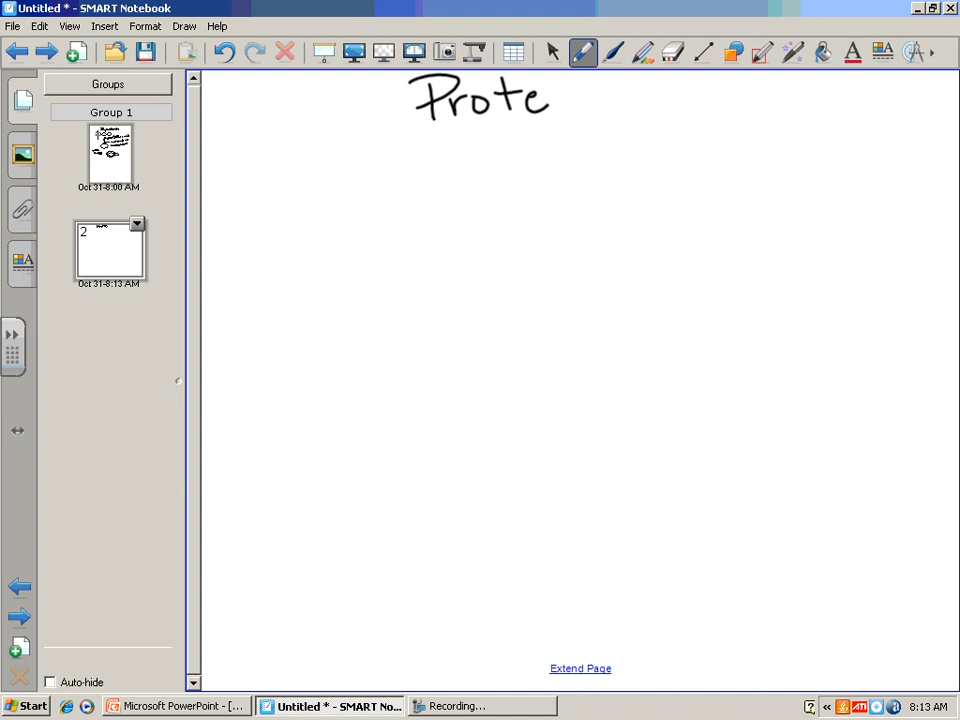 Untitled * - SMART Notebook
File Edit View Insert Format Draw Help
Groups
Group 1
Oct 31-8:00 AM
2
Oct 31-8:13 AM
Auto-hide
Prote
Extend Page
Start
Microsoft PowerPoint - [...
Untitled * - SMART No...
Recording...
8:13 AM